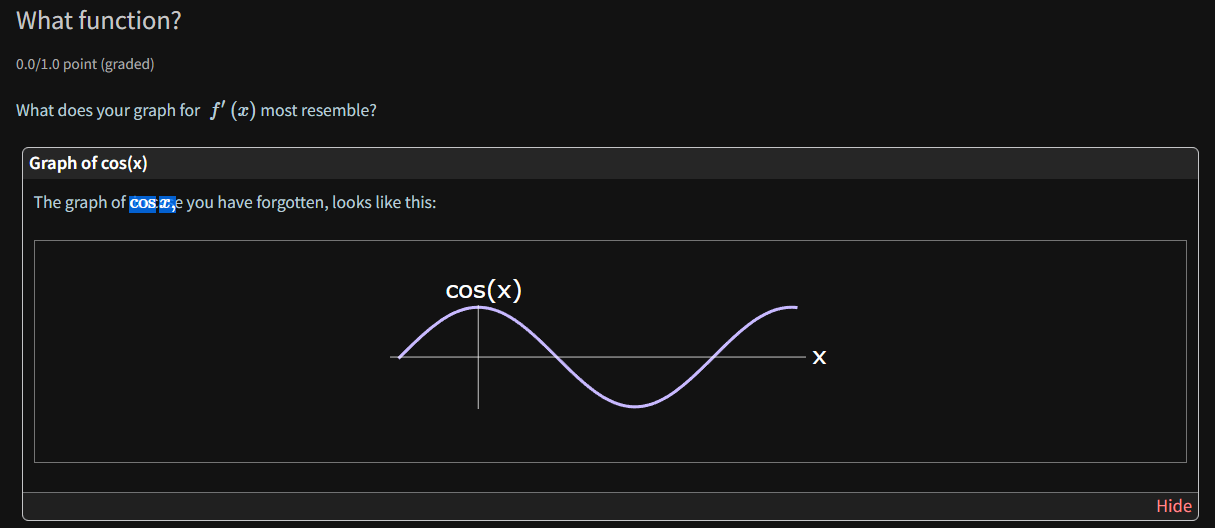 What function?
0.0/1.0 point (graded)
What does your graph for f′ (x) most resemble?
Graph of cos(x)
The graph of cos x, you have forgotten, looks like this:
cos(x)
x
Hide